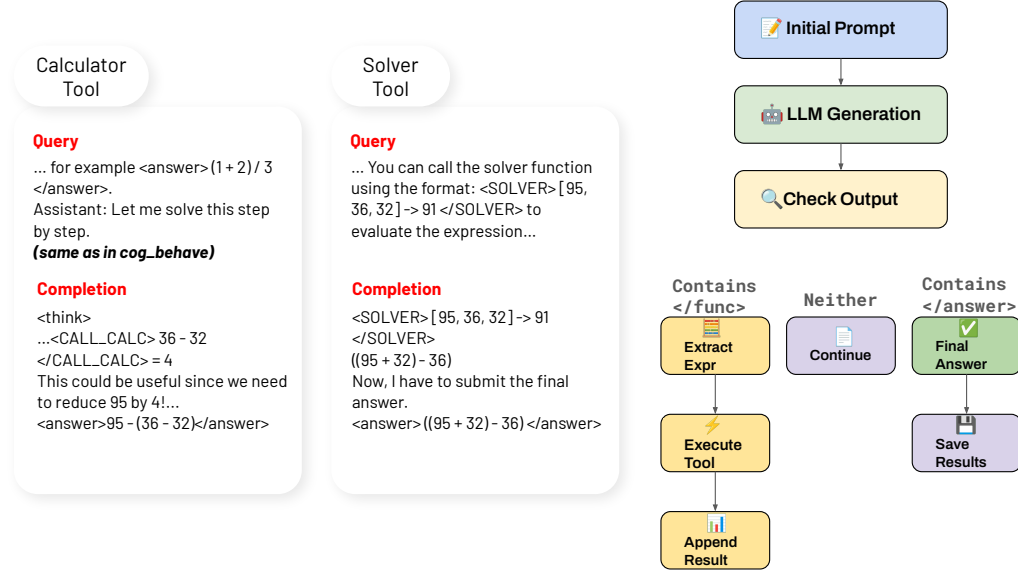 Calculator
Tool
Query
... for example <answer> (1 + 2) / 3
</answer>.
Assistant: Let me solve this step
by step.
(same as in cog_behave)
Completion
<think>
...<CALL_CALC> 36 - 32
</CALL_CALC> = 4
This could be useful since we need
to reduce 95 by 4!...
<answer>95 - (36 - 32)</answer>
Solver
Tool
Query
... You can call the solver function
using the format: <SOLVER> [95,
36, 32] -> 91 </SOLVER> to
evaluate the expression...
Completion
<SOLVER> [95, 36, 32] -> 91
</SOLVER>
((95 + 32) - 36)
Now, I have to submit the final
answer.
<answer> ((95 + 32) - 36) </answer>
Initial Prompt
LLM Generation
Check Output
Contains
</func>
Extract
Expr
Execute
Tool
Append
Result
Neither
Continue
Contains
</answer>
Final
Answer
Save
Results